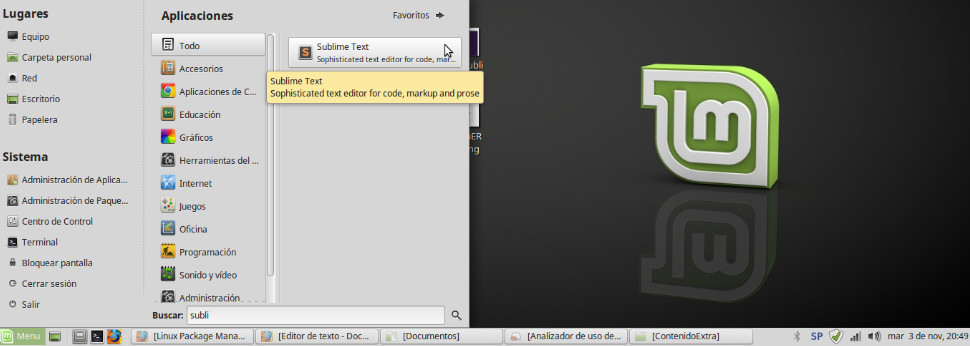 Lugares
Equipo
Carpeta personal
Red
Escritorio
Papelera
Sistema
Administración de Aplica...
Administración de Paque...
Centro de Control
Terminal
Bloquear pantalla
Cerrar sesión
Salir
Aplicaciones
Favoritos
Todo
Accesorios
Aplicaciones de C...
Educación
Gráficos
Herramientas del ...
Internet
Juegos
Oficina
Programación
Sonido y vídeo
Administración
Sublime Text
Sophisticated text editor for code, mar...
Sublime Text
Sophisticated text editor for code, markup and prose
ubli
ER
ng
Buscar: subli
Menu
[Linux Package Mana...
[Editor de texto - Doc...
[Documentos]
[Analizador de uso de...
[ContenidoExtra]
SP
mar 3 de nov, 20:49